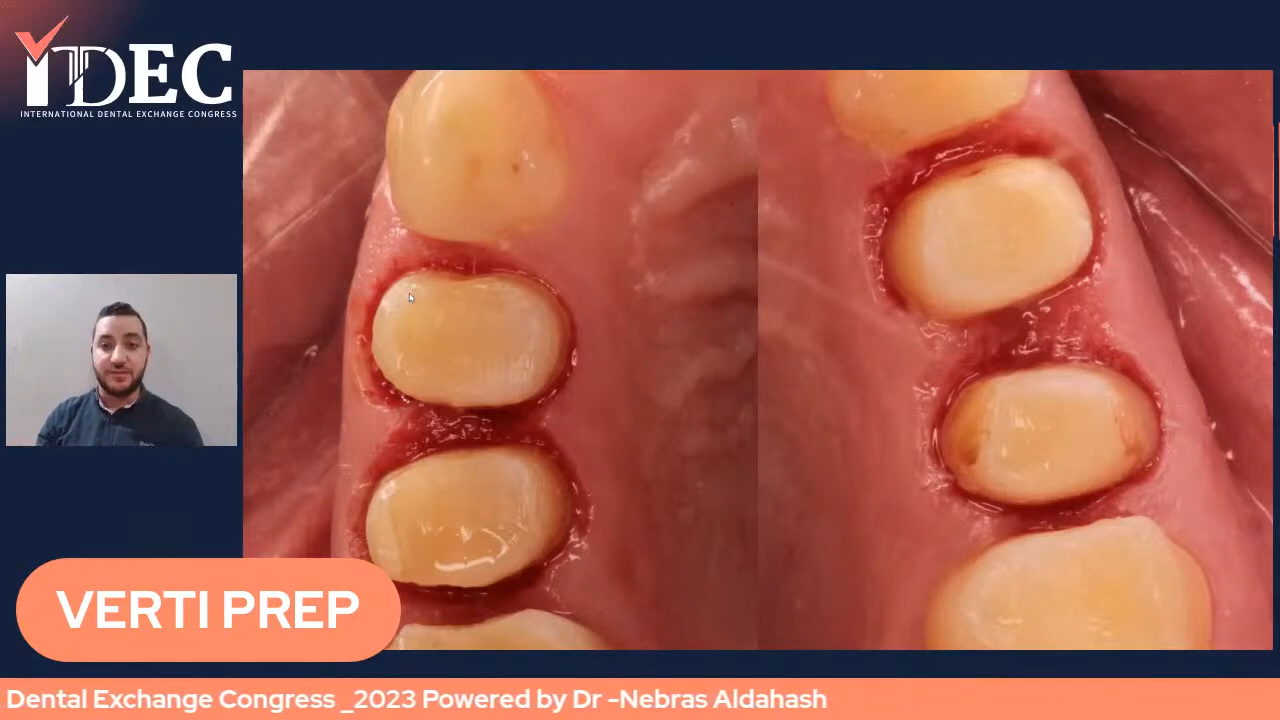 IDEC
INTERNATIONAL DENTAL EXCHANGE CONGRESS
VERTI PREP
Dental Exchange Congress _2023 Powered by Dr -Nebras Aldahash